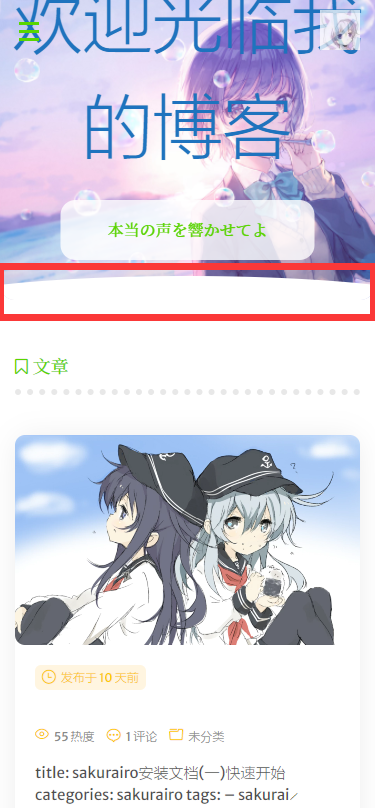 欢迎光临我
的博客
本当の声を響かせてよ
文章
发布于 10 天前
55 热度 1 评论 未分类
title: sakurairo安装文档(一)快速开始
categories: sakurairo tags: – sakurai